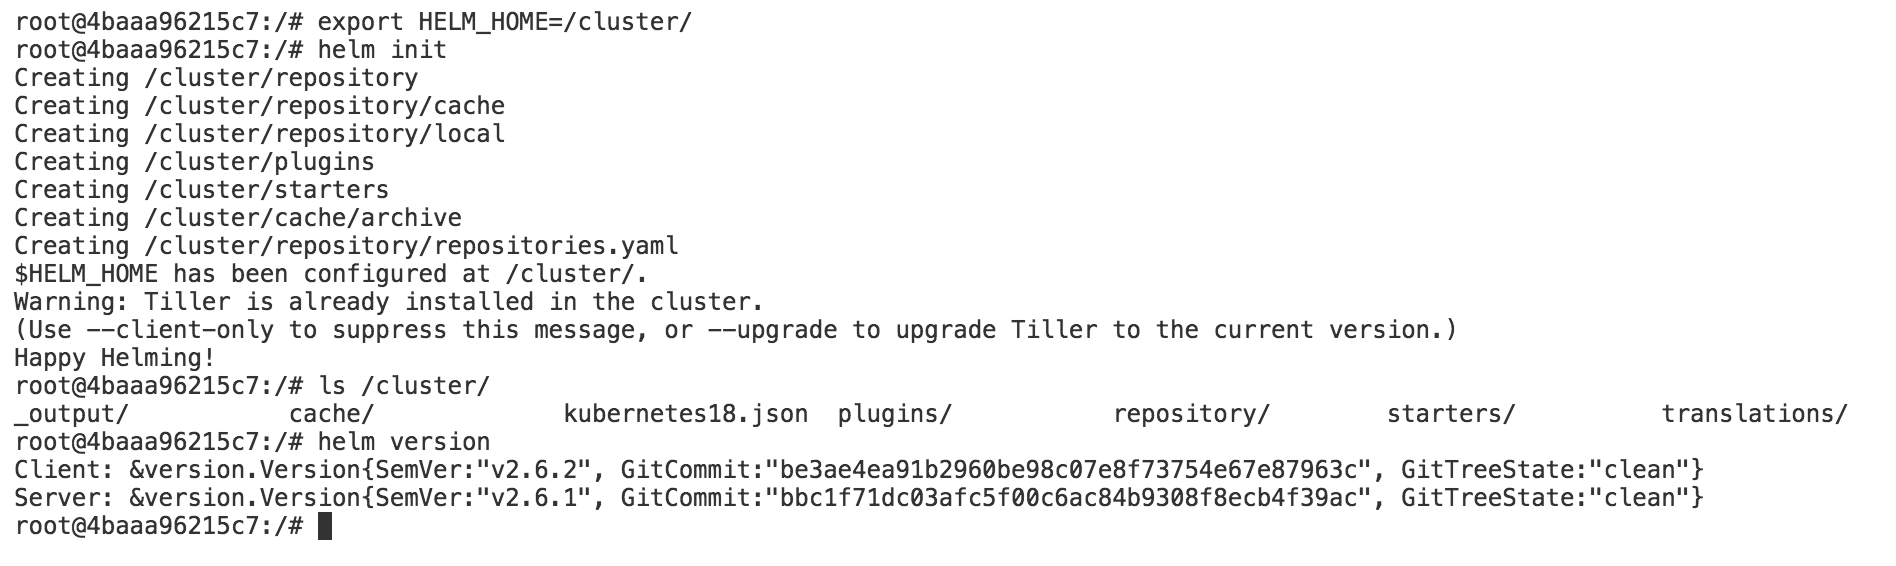 root@4baaa96215c7:/# export HELM_HOME=/cluster/
root@4baaa96215c7:/# helm init
Creating /cluster/repository
Creating /cluster/repository/cache
Creating /cluster/repository/local
Creating /cluster/plugins
Creating /cluster/starters
Creating /cluster/cache/archive
Creating /cluster/repository/repositories.yaml
$HELM_HOME has been configured at /cluster/.
Warning: Tiller is already installed in the cluster.
(Use --client-only to suppress this message, or --upgrade to upgrade Tiller to the current version.)
Happy Helming!
root@4baaa96215c7:/# ls /cluster/
_output/           cache/             kubernetes18.json  plugins/           repository/        starters/          translations/
root@4baaa96215c7:/# helm version
Client: &version.Version{SemVer:"v2.6.2", GitCommit:"be3ae4ea91b2960be98c07e8f73754e67e87963c", GitTreeState:"clean"}
Server: &version.Version{SemVer:"v2.6.1", GitCommit:"bbc1f71dc03afc5f00c6ac84b9308f8ecb4f39ac", GitTreeState:"clean"}
root@4baaa96215c7:/#